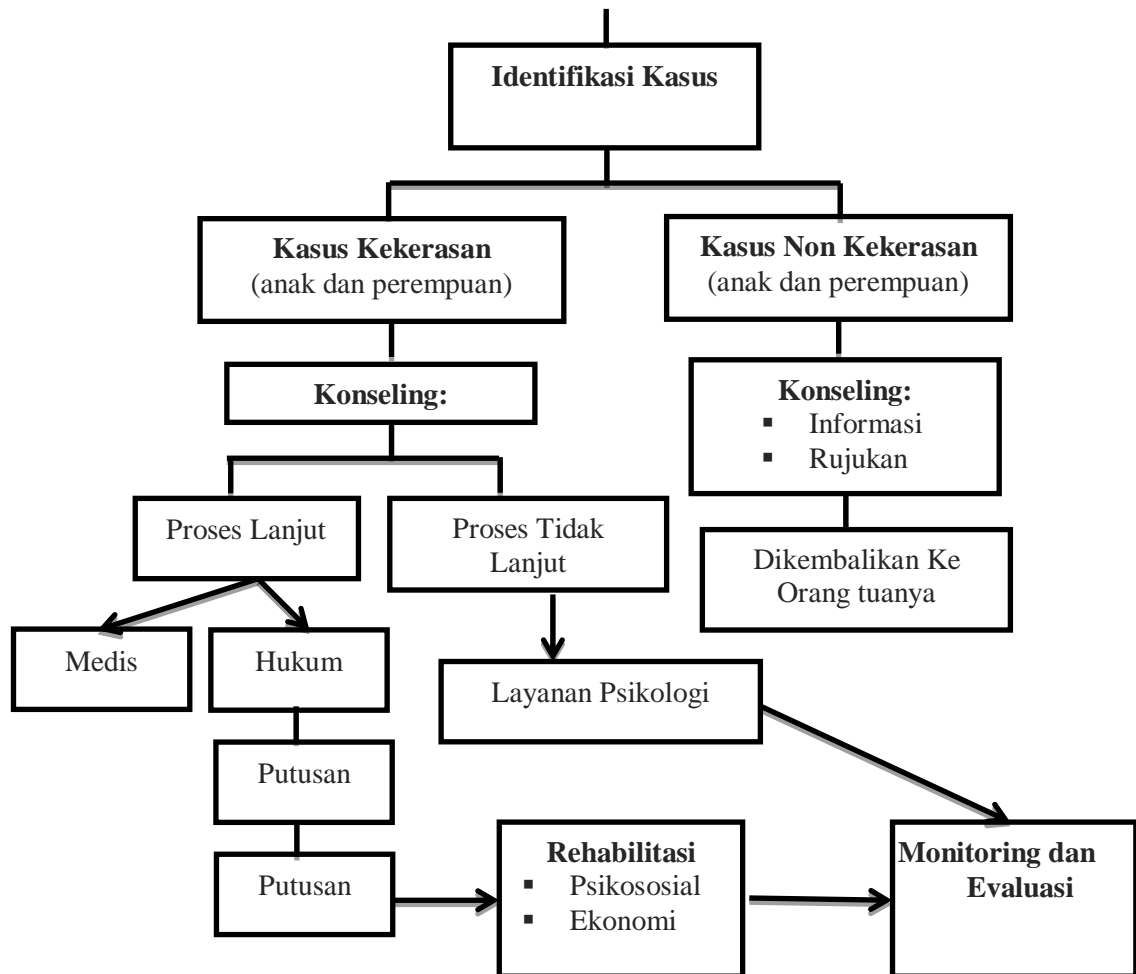 Identifikasi Kasus
Kasus Kekerasan
(anak dan perempuan)
Kasus Non Kekerasan
(anak dan perempuan)
Konseling:
Konseling:
▪ Informasi
▪ Rujukan
Proses Lanjut
Proses Tidak
Lanjut
Dikembalikan Ke
Orang tuanya
Medis
Hukum
Layanan Psikologi
Putusan
Putusan
Rehabilitasi
▪ Psikososial
▪ Ekonomi
Monitoring dan
Evaluasi